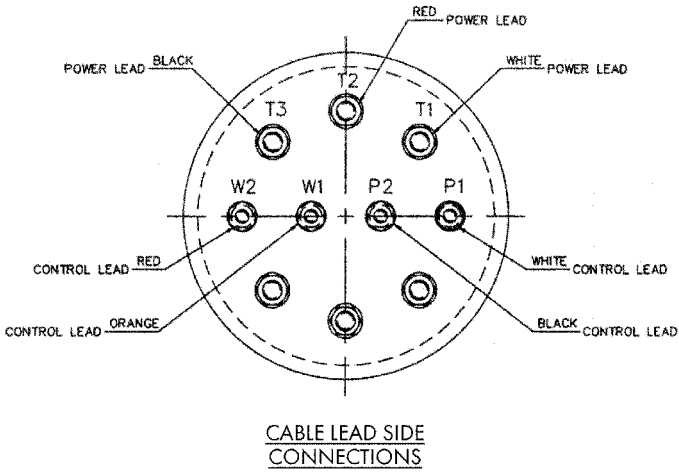 RED
POWER LEAD
BLACK
POWER LEAD
WHITE
POWER LEAD
T2
T3
T1
W2
W1
P2
P1
RED
CONTROL LEAD
WHITE
CONTROL LEAD
ORANGE
CONTROL LEAD
BLACK
CONTROL LEAD
CABLE LEAD SIDE
CONNECTIONS